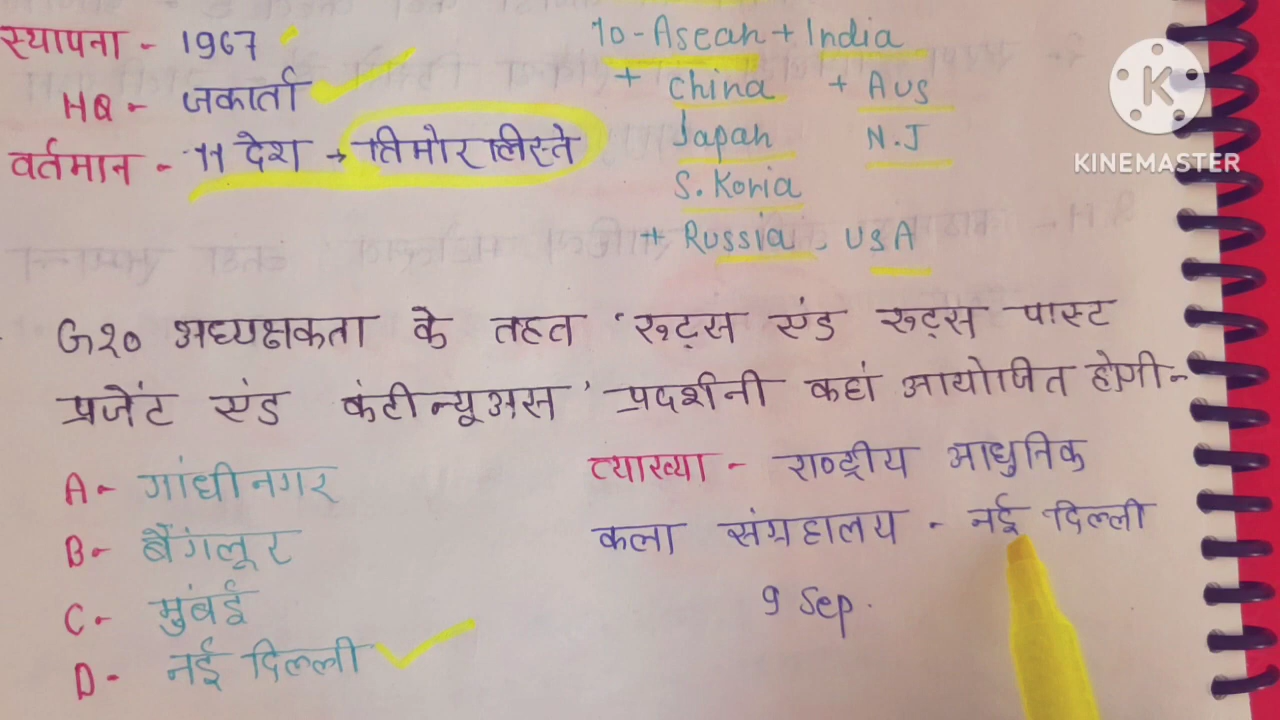 स्थापना - 1967
HQ - जकार्ता
वर्तमान - 11 देश → तिमोर लीस्ते
10 - Asean + India
+ China + Aus
Japan N.J
S. Koria
+ Russia, USA
K
KINEMASTER
G20 अध्यक्षकता के तहत 'रूट्स एंड रूट्स पास्ट
प्रजेंट एंड कंटीन्यूअस' प्रदर्शनी कहां आयोजित होगी-
A- गांधीनगर
B- बैंगलूर
C- मुंबई
D- नई दिल्ली
व्याख्या - राष्ट्रीय आधुनिक
कला संग्रहालय - नई दिल्ली
9 Sep.